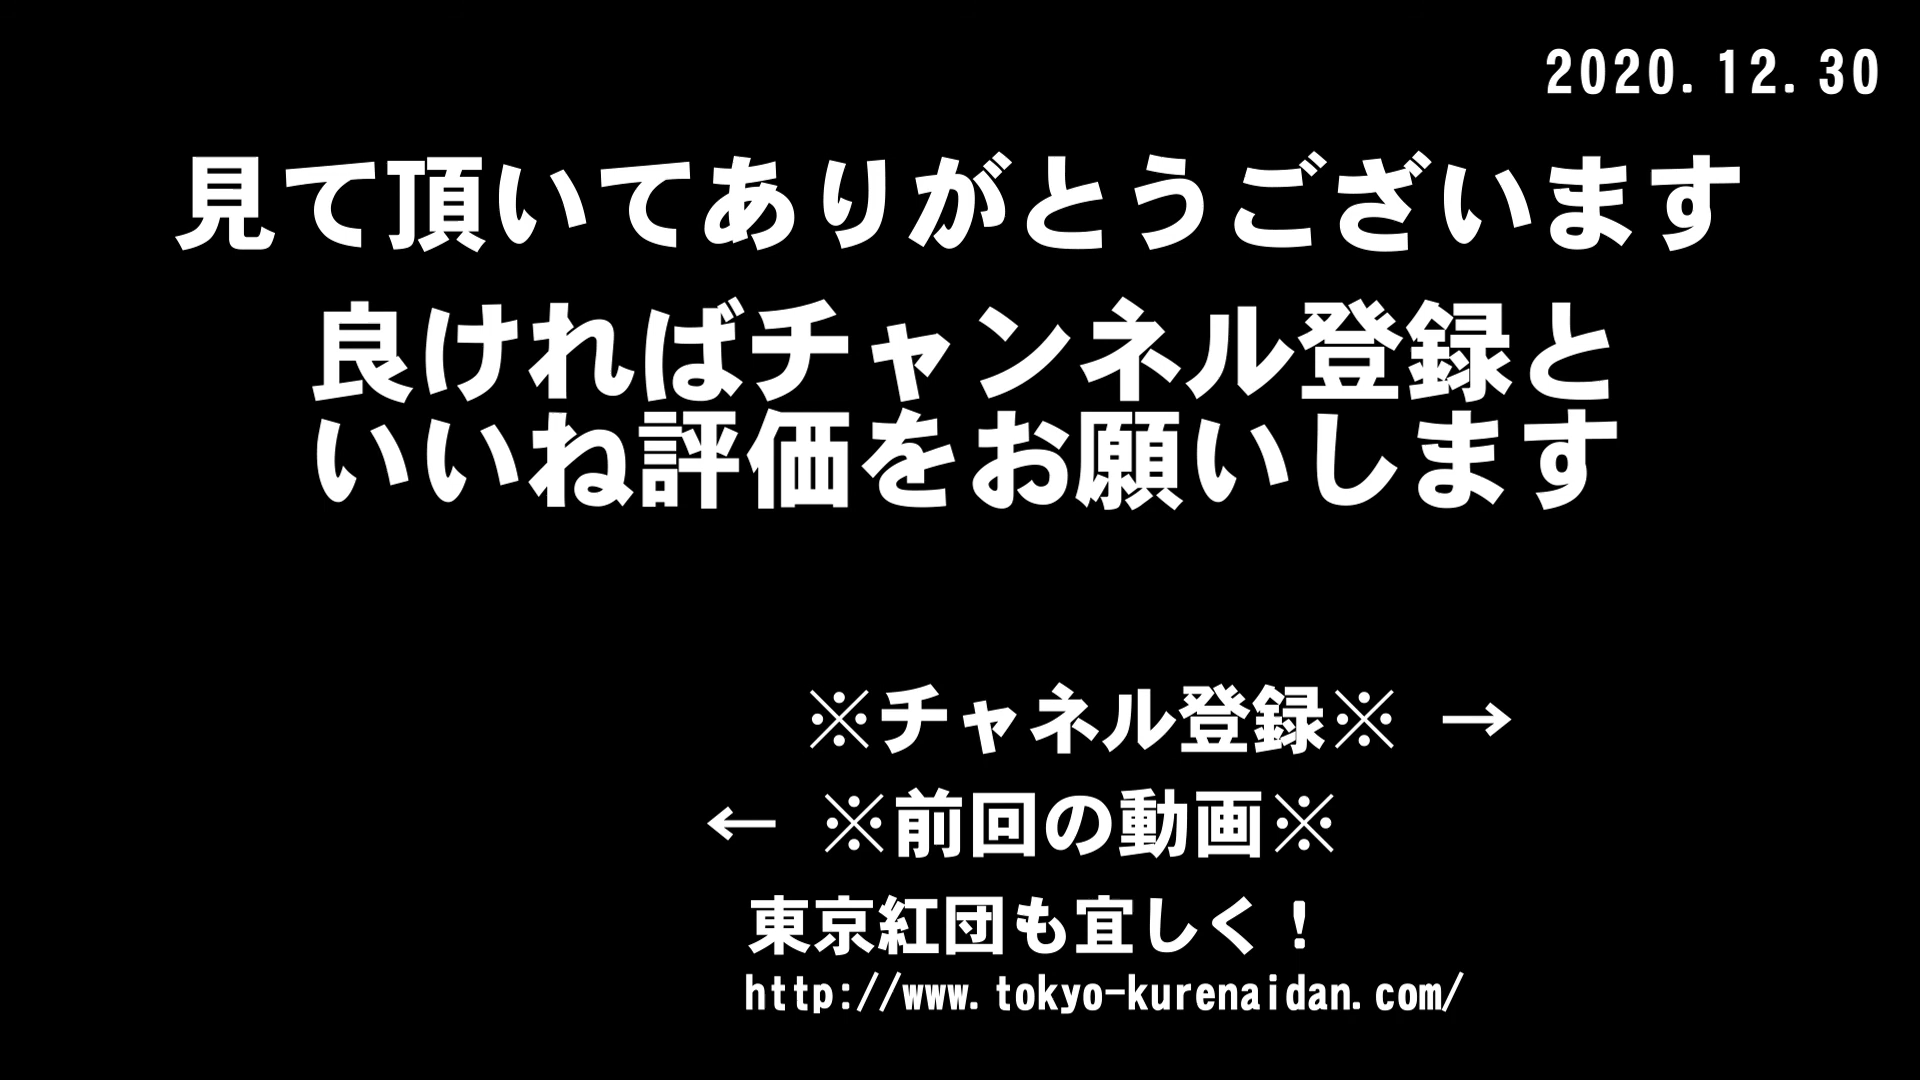 2020.12.30
見て頂いてありがとうございます
良ければチャンネル登録と
いいね評価をお願いします
※チャネル登録※ →
← ※前回の動画※
東京紅団も宜しく！
http://www.tokyo-kurenaidan.com/